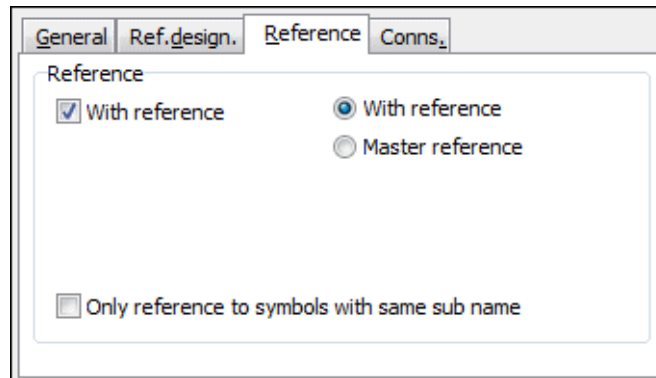 General Ref.design. Reference Conns.
Reference
With reference With reference
Master reference
Only reference to symbols with same sub name